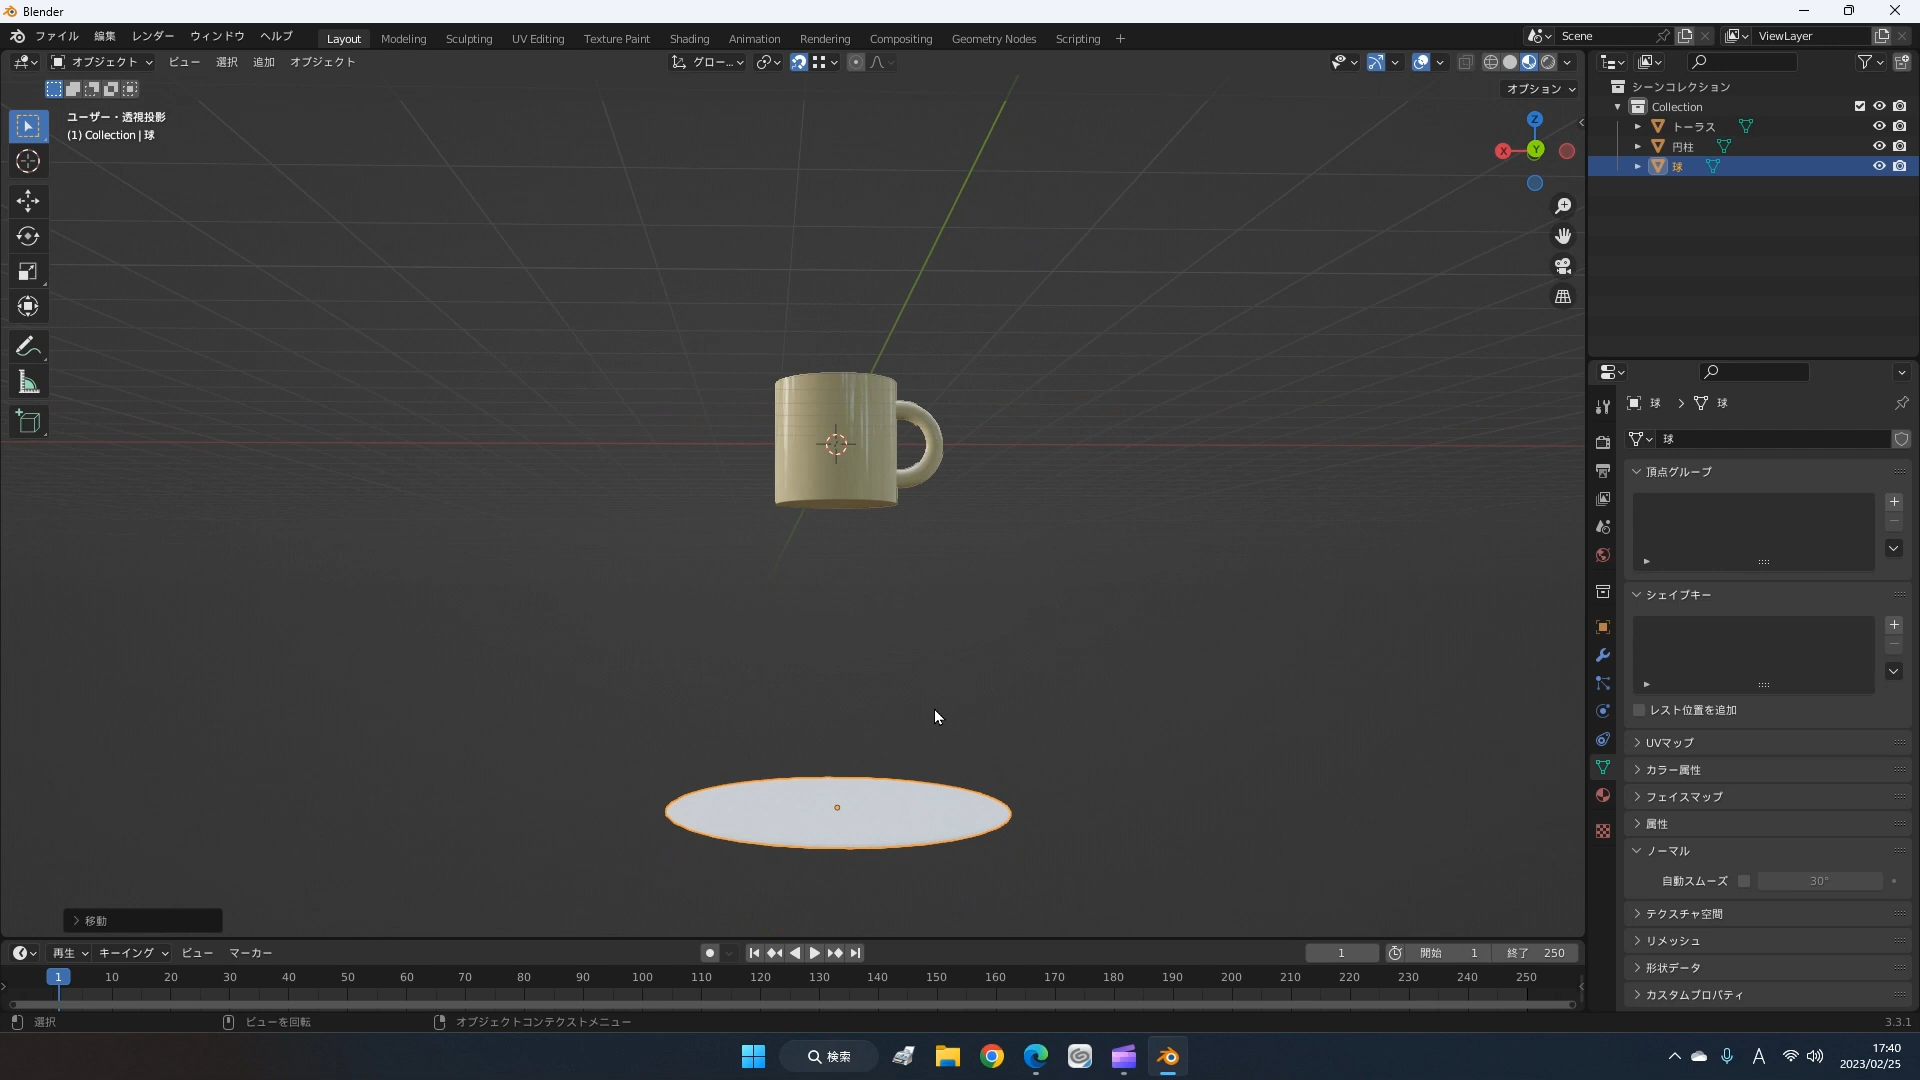 Blender
ファイル 編集 レンダー ウィンドウ ヘルプ Layout Modeling Sculpting UV Editing Texture Paint Shading Animation Rendering Compositing Geometry Nodes Scripting + Scene ViewLayer
オブジェクト ビュー 選択 追加 オブジェクト グロー...
オプション
ユーザー・透視投影
(1) Collection | 球
Z
X
Y
シーンコレクション
Collection
トーラス
円柱
球
球 > 球
球
頂点グループ
シェイプキー
レスト位置を追加
UVマップ
カラー属性
フェイスマップ
属性
ノーマル
自動スムーズ 30°
テクスチャ空間
リメッシュ
形状データ
カスタムプロパティ
移動
再生 キーイング ビュー マーカー 1 開始 1 終了 250
1 10 20 30 40 50 60 70 80 90 100 110 120 130 140 150 160 170 180 190 200 210 220 230 240 250
選択 ビューを回転 オブジェクトコンテクストメニュー 3.3.1
検索
A
17:40
2023/02/25